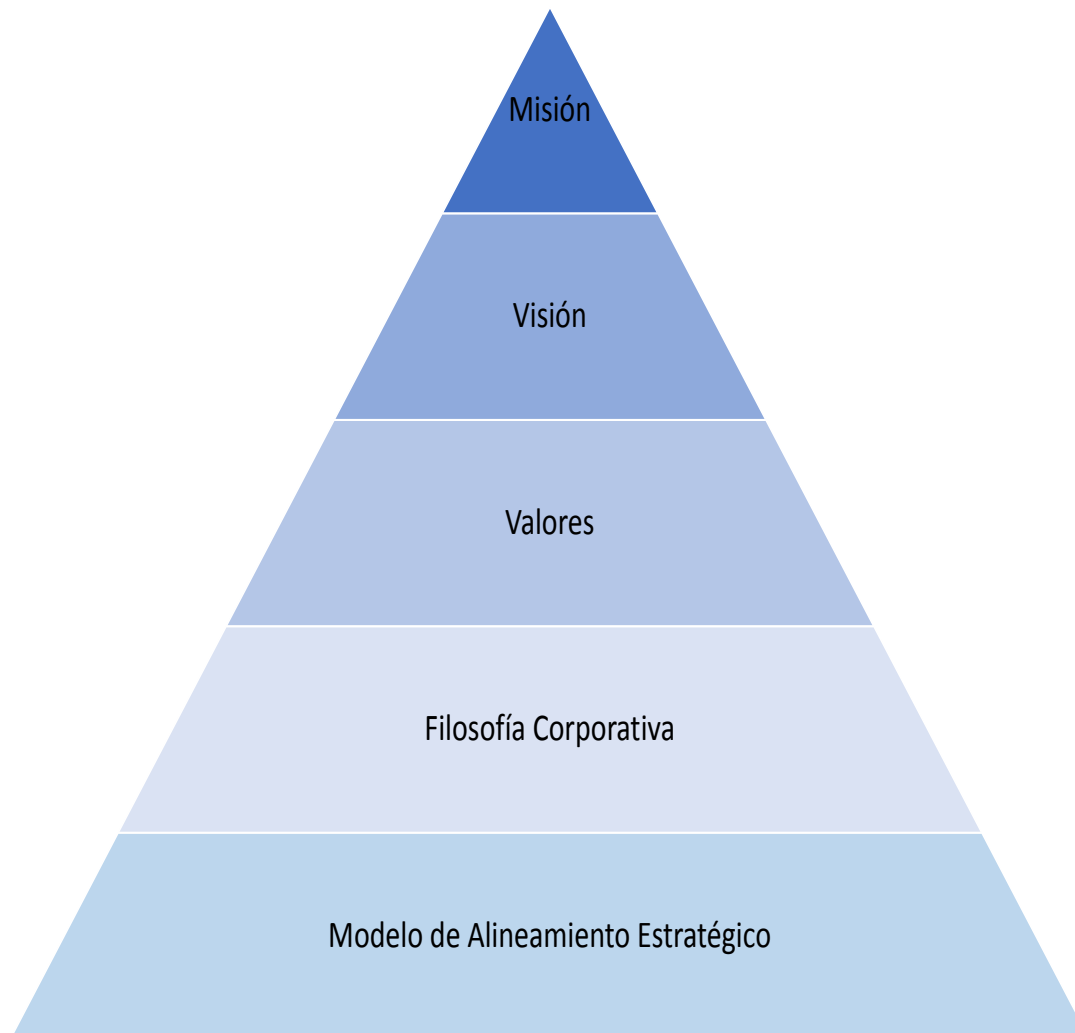 Misión
Visión
Valores
Filosofía Corporativa
Modelo de Alineamiento Estratégico